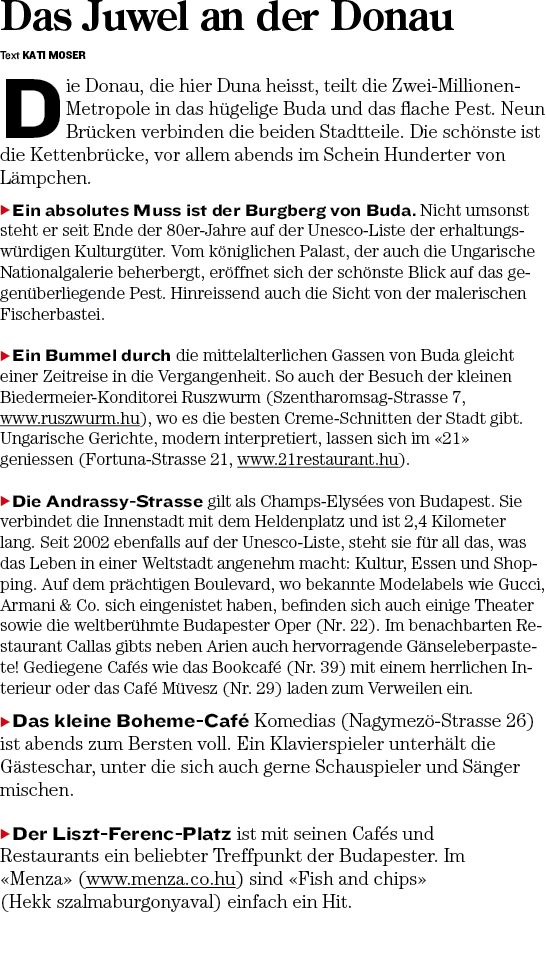 Das Juwel an der Donau
Text KATI MOSER
Die Donau, die hier Duna heisst, teilt die Zwei-Millionen-
Metropole in das hügelige Buda und das flache Pest. Neun
Brücken verbinden die beiden Stadtteile. Die schönste ist
die Kettenbrücke, vor allem abends im Schein Hunderter von
Lämpchen.
▶Ein absolutes Muss ist der Burgberg von Buda. Nicht umsonst
steht er seit Ende der 80er-Jahre auf der Unesco-Liste der erhaltungs-
würdigen Kulturgüter. Vom königlichen Palast, der auch die Ungarische
Nationalgalerie beherbergt, eröffnet sich der schönste Blick auf das ge-
genüberliegende Pest. Hinreissend auch die Sicht von der malerischen
Fischerbastei.
▶Ein Bummel durch die mittelalterlichen Gassen von Buda gleicht
einer Zeitreise in die Vergangenheit. So auch der Besuch der kleinen
Biedermeier-Konditorei Ruszwurm (Szentharomsag-Strasse 7,
www.ruszwurm.hu), wo es die besten Creme-Schnitten der Stadt gibt.
Ungarische Gerichte, modern interpretiert, lassen sich im «21»
geniessen (Fortuna-Strasse 21, www.21restaurant.hu).
▶Die Andrassy-Strasse gilt als Champs-Elysées von Budapest. Sie
verbindet die Innenstadt mit dem Heldenplatz und ist 2,4 Kilometer
lang. Seit 2002 ebenfalls auf der Unesco-Liste, steht sie für all das, was
das Leben in einer Weltstadt angenehm macht: Kultur, Essen und Shop-
ping. Auf dem prächtigen Boulevard, wo bekannte Modelabels wie Gucci,
Armani & Co. sich eingenistet haben, befinden sich auch einige Theater
sowie die weltberühmte Budapester Oper (Nr. 22). Im benachbarten Re-
staurant Callas gibts neben Arien auch hervorragende Gänseleberpaste-
te! Gediegene Cafés wie das Bookcafé (Nr. 39) mit einem herrlichen In-
terieur oder das Café Müvesz (Nr. 29) laden zum Verweilen ein.
▶Das kleine Boheme-Café Komedias (Nagymezö-Strasse 26)
ist abends zum Bersten voll. Ein Klavierspieler unterhält die
Gästeschar, unter die sich auch gerne Schauspieler und Sänger
mischen.
▶Der Liszt-Ferenc-Platz ist mit seinen Cafés und
Restaurants ein beliebter Treffpunkt der Budapester. Im
«Menza» (www.menza.co.hu) sind «Fish and chips»
(Hekk szalmaburgonyaval) einfach ein Hit.